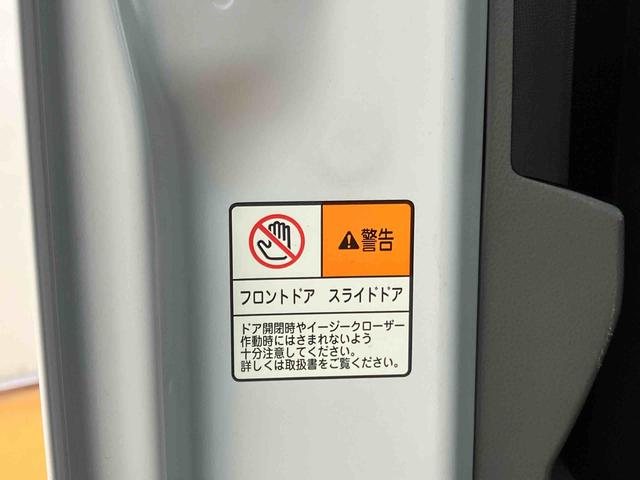 警告
フロントドア　スライドドア
ドア開閉時やイージークローザー
作動時にはさまれないよう
十分注意してください。
詳しくは取扱書をご覧ください。